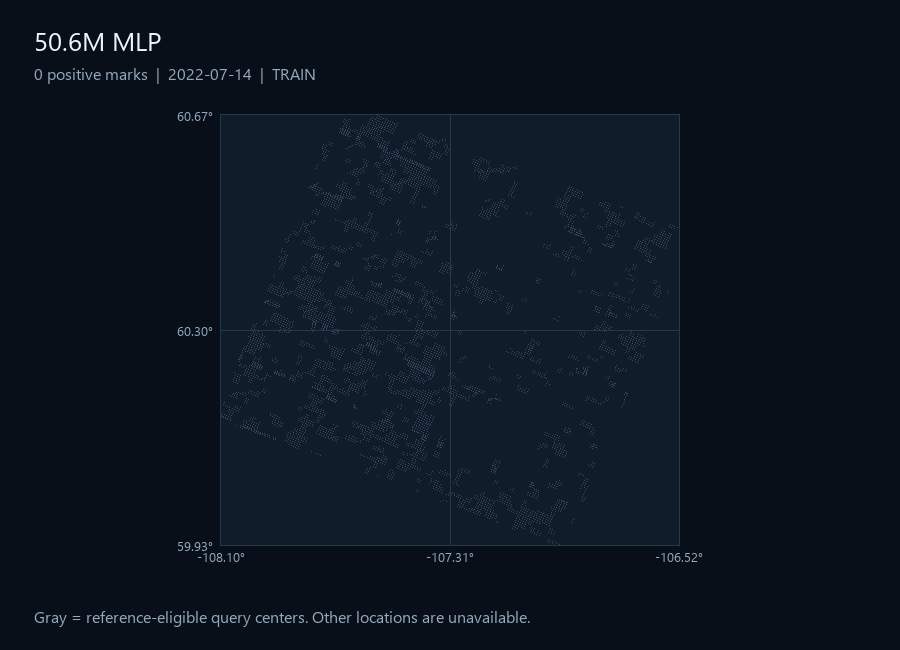 50.6M MLP
0 positive marks | 2022-07-14 | TRAIN
60.67°
60.30°
59.93°
-108.10° -107.31° -106.52°
Gray = reference-eligible query centers. Other locations are unavailable.